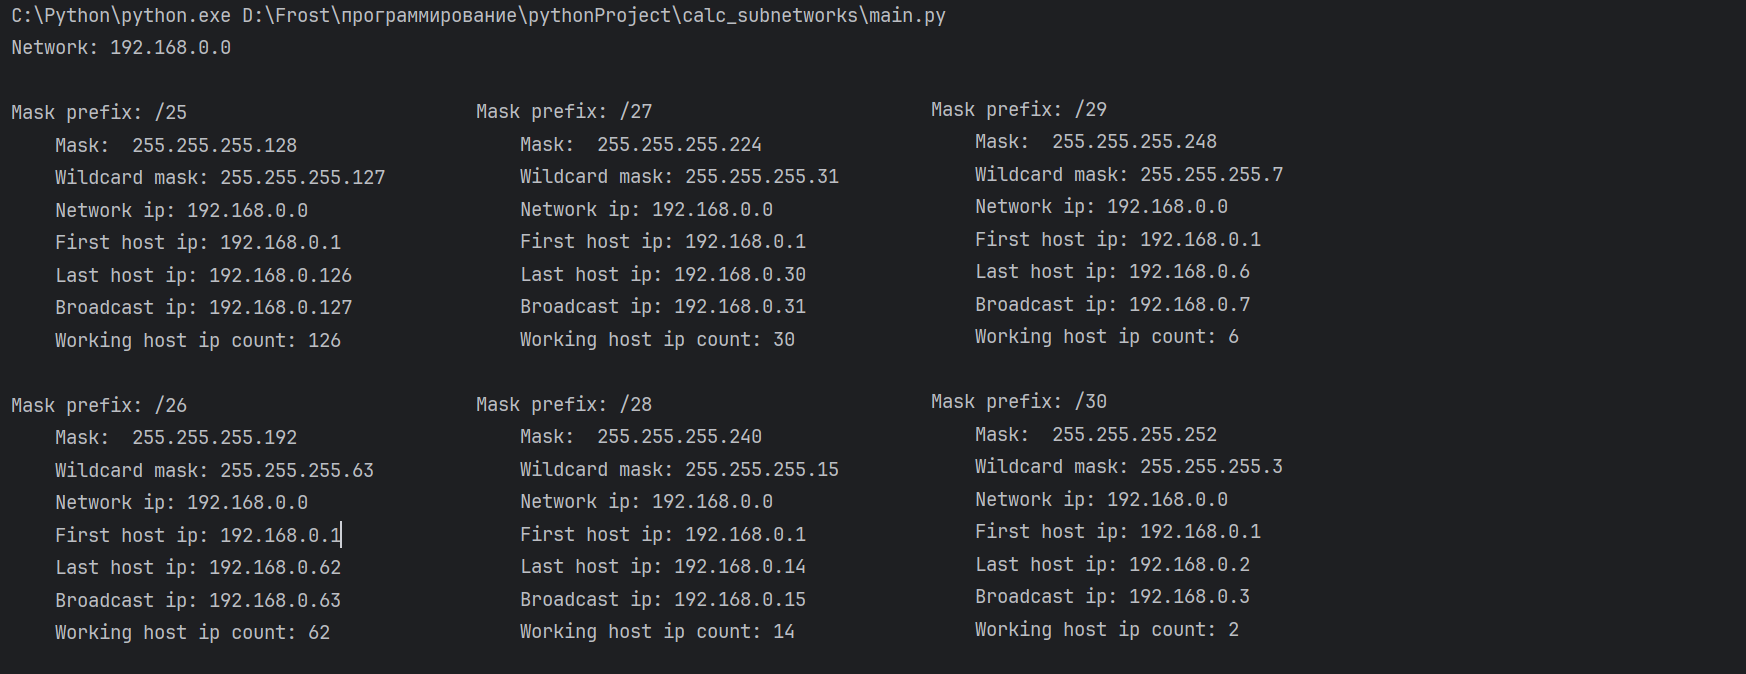 C:\Python\python.exe D:\Frost\программирование\pythonProject\calc_subnetworks\main.py
Network: 192.168.0.0
Mask prefix: /25
Mask:  255.255.255.128
Wildcard mask: 255.255.255.127
Network ip: 192.168.0.0
First host ip: 192.168.0.1
Last host ip: 192.168.0.126
Broadcast ip: 192.168.0.127
Working host ip count: 126
Mask prefix: /26
Mask:  255.255.255.192
Wildcard mask: 255.255.255.63
Network ip: 192.168.0.0
First host ip: 192.168.0.1
Last host ip: 192.168.0.62
Broadcast ip: 192.168.0.63
Working host ip count: 62
Mask prefix: /27
Mask:  255.255.255.224
Wildcard mask: 255.255.255.31
Network ip: 192.168.0.0
First host ip: 192.168.0.1
Last host ip: 192.168.0.30
Broadcast ip: 192.168.0.31
Working host ip count: 30
Mask prefix: /28
Mask:  255.255.255.240
Wildcard mask: 255.255.255.15
Network ip: 192.168.0.0
First host ip: 192.168.0.1
Last host ip: 192.168.0.14
Broadcast ip: 192.168.0.15
Working host ip count: 14
Mask prefix: /29
Mask:  255.255.255.248
Wildcard mask: 255.255.255.7
Network ip: 192.168.0.0
First host ip: 192.168.0.1
Last host ip: 192.168.0.6
Broadcast ip: 192.168.0.7
Working host ip count: 6
Mask prefix: /30
Mask:  255.255.255.252
Wildcard mask: 255.255.255.3
Network ip: 192.168.0.0
First host ip: 192.168.0.1
Last host ip: 192.168.0.2
Broadcast ip: 192.168.0.3
Working host ip count: 2